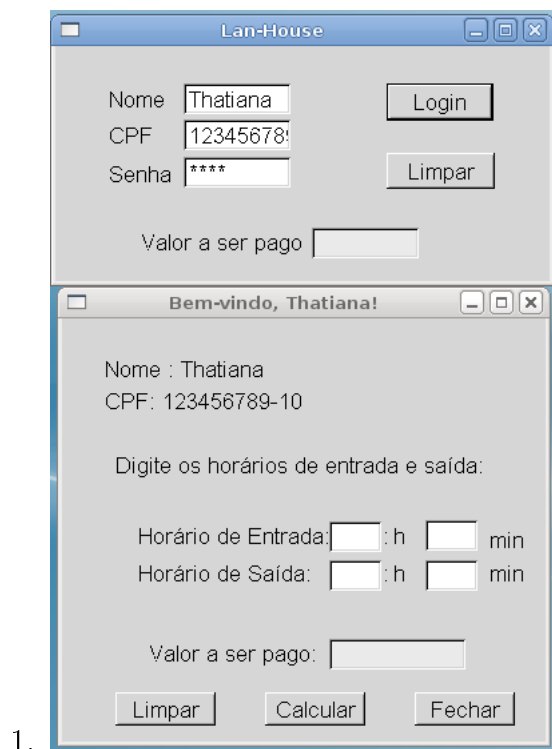 Lan-House
Nome Thatiana Login
CPF 123456789
Senha **** Limpar
Valor a ser pago
Bem-vindo, Thatiana!
Nome : Thatiana
CPF: 123456789-10
Digite os horários de entrada e saída:
Horário de Entrada: : h min
Horário de Saída: : h min
Valor a ser pago:
Limpar Calcular Fechar
1.